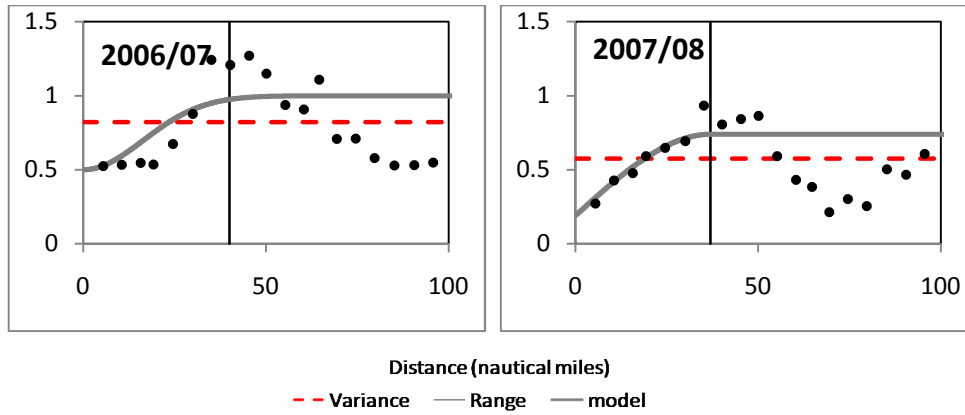 1.5 1.5
2006/07 2007/08
1 1
0.5 0.5
0 0
0 50 100 0 50 100
Distance (nautical miles)
Variance Range model